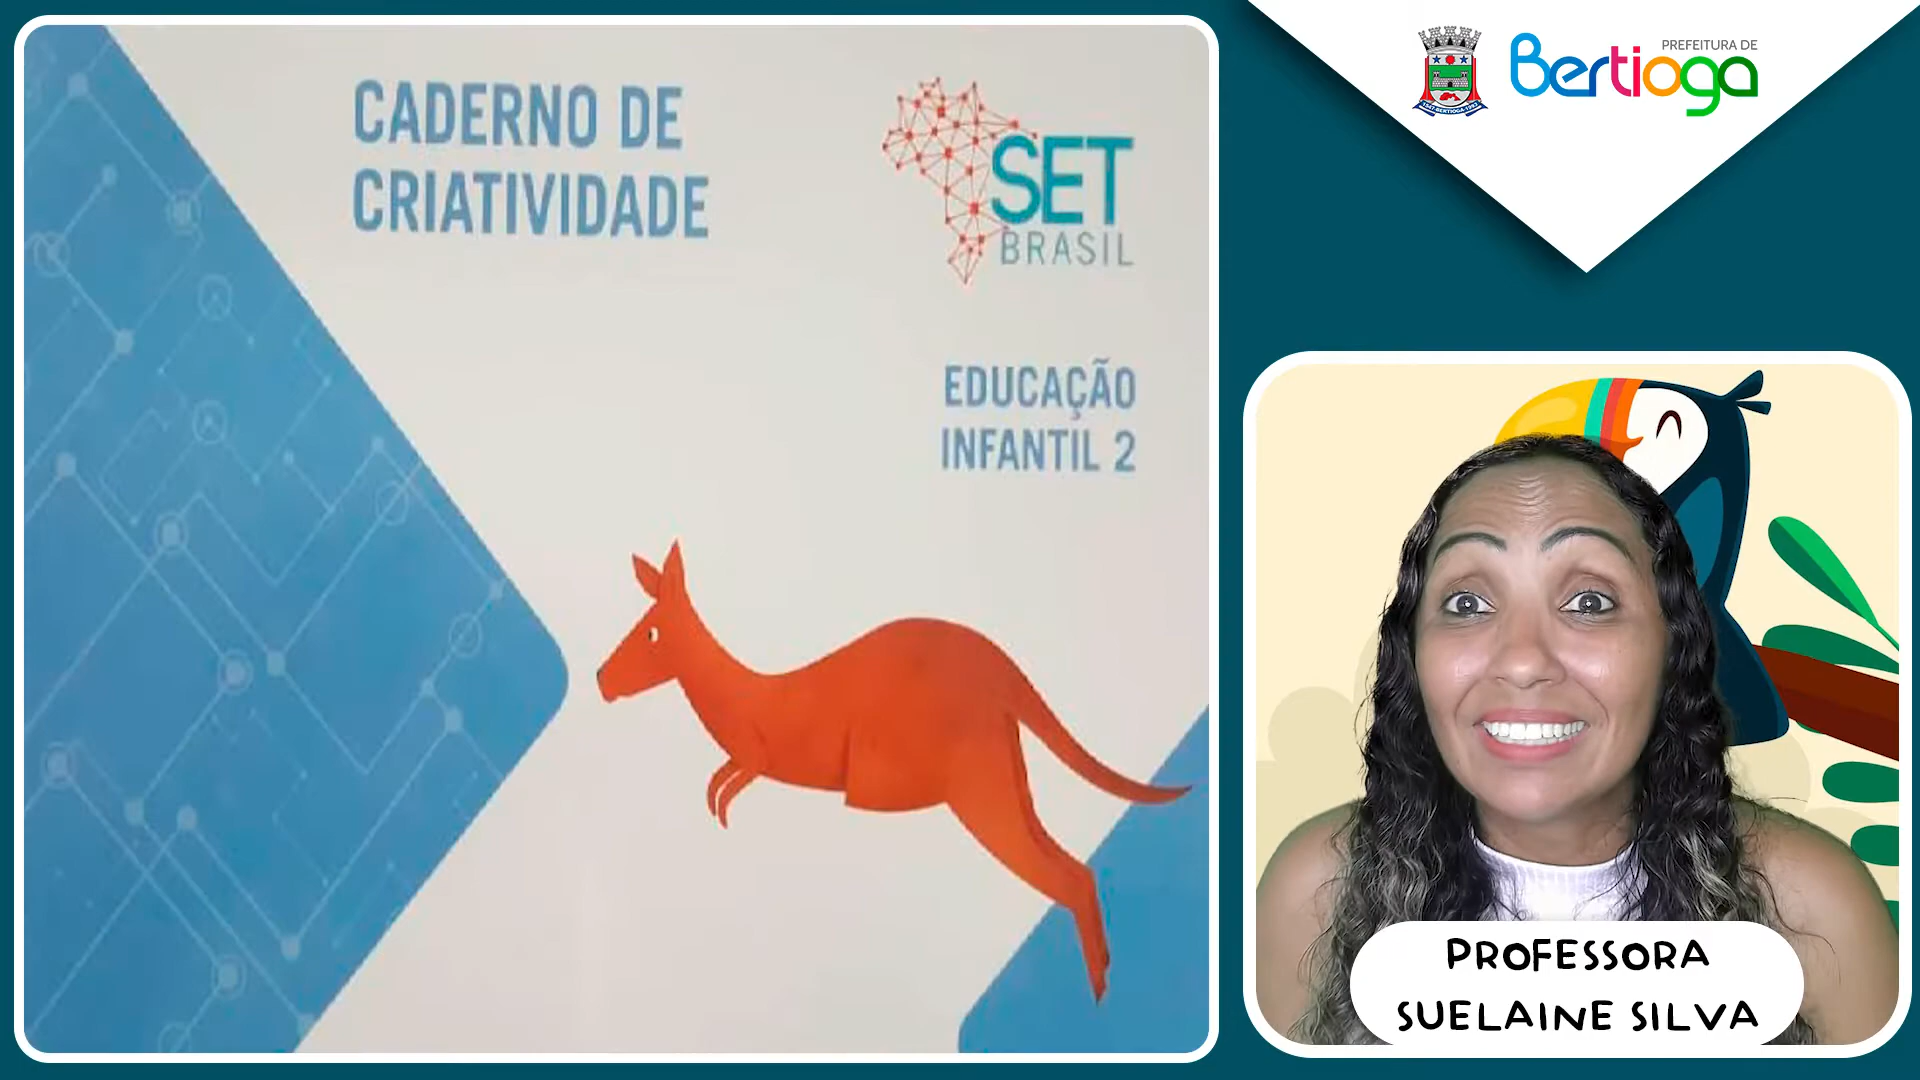 CADERNO DE
CRIATIVIDADE
SET
BRASIL
EDUCAÇÃO
INFANTIL 2
PREFEITURA DE
Bertioga
PROFESSORA
SUELAINE SILVA